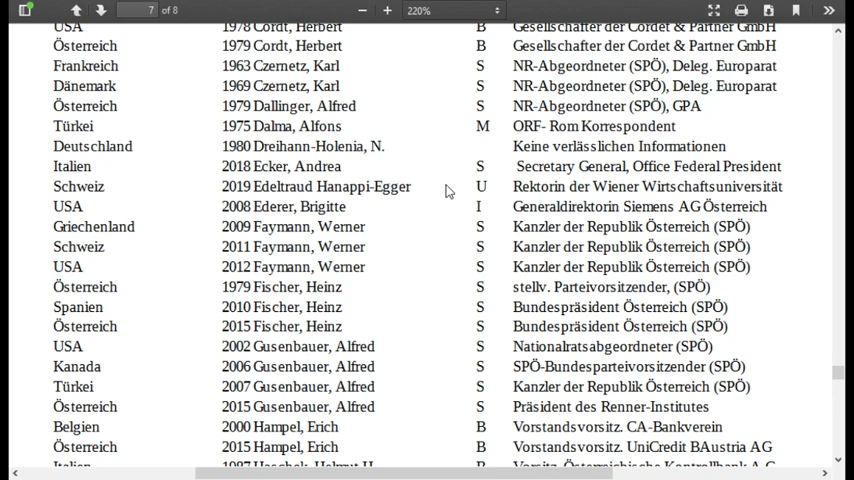 7 of 8 220%
USA 1978 Cordt, Herbert B Gesellschafter der Cordet & Partner GmbH
Österreich 1979 Cordt, Herbert B Gesellschafter der Cordet & Partner GmbH
Frankreich 1963 Czernetz, Karl S NR-Abgeordneter (SPÖ), Deleg. Europarat
Dänemark 1969 Czernetz, Karl S NR-Abgeordneter (SPÖ), Deleg. Europarat
Österreich 1979 Dallinger, Alfred S NR-Abgeordneter (SPÖ), GPA
Türkei 1975 Dalma, Alfons M ORF- Rom Korrespondent
Deutschland 1980 Dreihann-Holenia, N. Keine verlässlichen Informationen
Italien 2018 Ecker, Andrea S Secretary General, Office Federal President
Schweiz 2019 Edeltraud Hanappi-Egger U Rektorin der Wiener Wirtschaftsuniversität
USA 2008 Ederer, Brigitte I Generaldirektorin Siemens AG Österreich
Griechenland 2009 Faymann, Werner S Kanzler der Republik Österreich (SPÖ)
Schweiz 2011 Faymann, Werner S Kanzler der Republik Österreich (SPÖ)
USA 2012 Faymann, Werner S Kanzler der Republik Österreich (SPÖ)
Österreich 1979 Fischer, Heinz S stellv. Parteivorsitzender, (SPÖ)
Spanien 2010 Fischer, Heinz S Bundespräsident Österreich (SPÖ)
Österreich 2015 Fischer, Heinz S Bundespräsident Österreich (SPÖ)
USA 2002 Gusenbauer, Alfred S Nationalratsabgeordneter (SPÖ)
Kanada 2006 Gusenbauer, Alfred S SPÖ-Bundesparteivorsitzender (SPÖ)
Türkei 2007 Gusenbauer, Alfred S Kanzler der Republik Österreich (SPÖ)
Österreich 2015 Gusenbauer, Alfred S Präsident des Renner-Institutes
Belgien 2000 Hampel, Erich B Vorstandsvorsitz. CA-Bankverein
Österreich 2015 Hampel, Erich B Vorstandsvorsitz. UniCredit BAustria AG
Italien 1987 Haschek, Helmut H. B Vorsitz. Österreichische Kontrollbank A.G